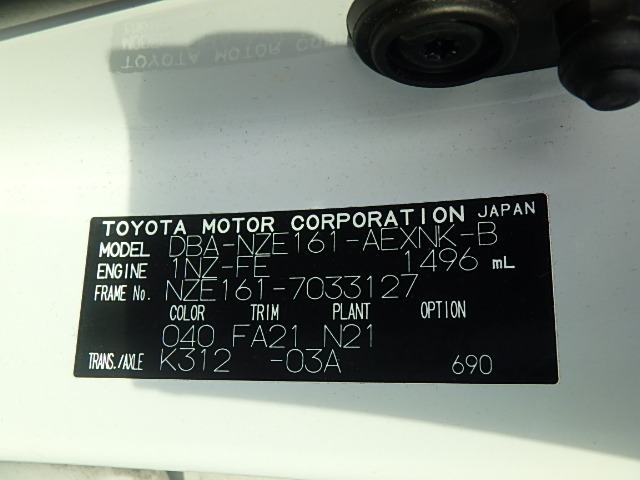 TOYOTA MOTOR CORPORATION JAPAN
MODEL DBA-NZE161-AEXNK-B
ENGINE 1NZ-FE 1496 mL
FRAME No. NZE161-7033127
COLOR TRIM PLANT OPTION
040 FA21 N21
TRANS./AXLE K312 -03A 690